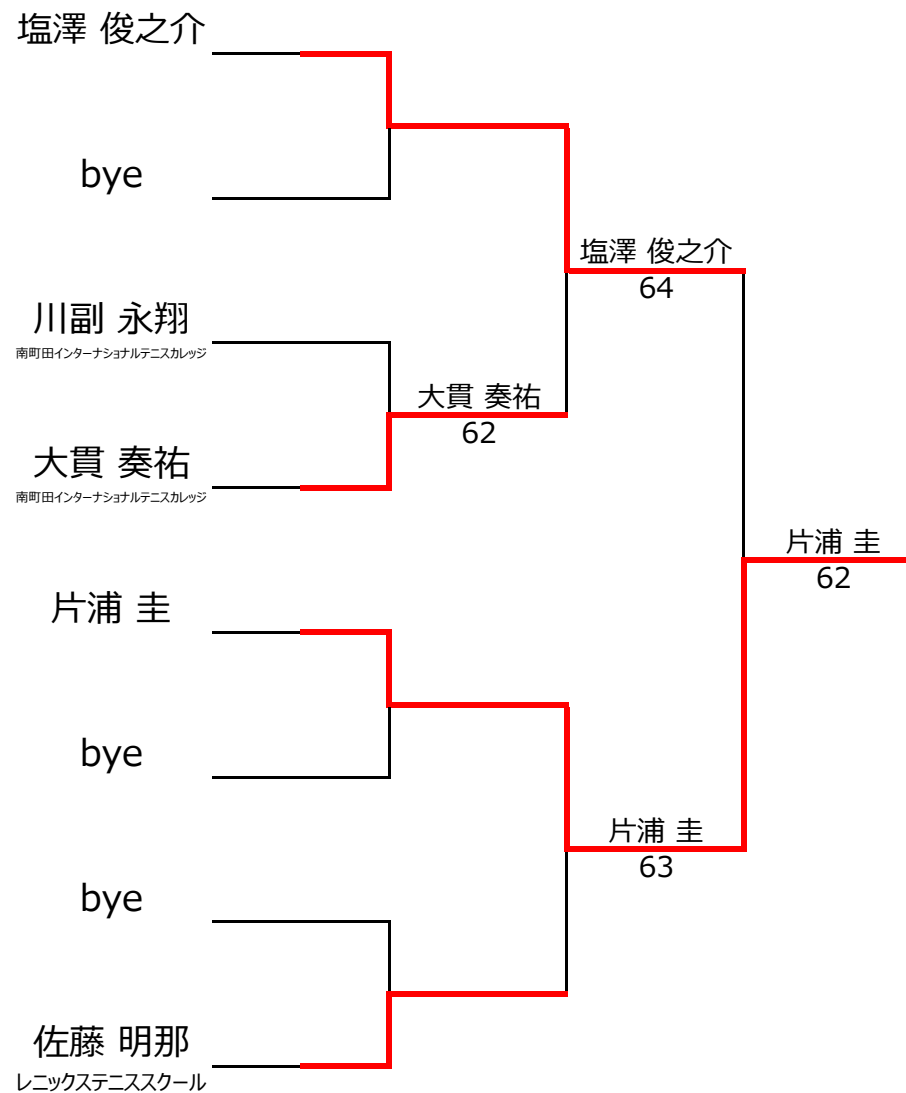 塩澤 俊之介
bye
川副 永翔
南町田インターナショナルテニスカレッジ
大貫 奏祐
南町田インターナショナルテニスカレッジ
片浦 圭
bye
bye
佐藤 明那
レニックステニススクール
大貫 奏祐
62
塩澤 俊之介
64
片浦 圭
63
片浦 圭
62